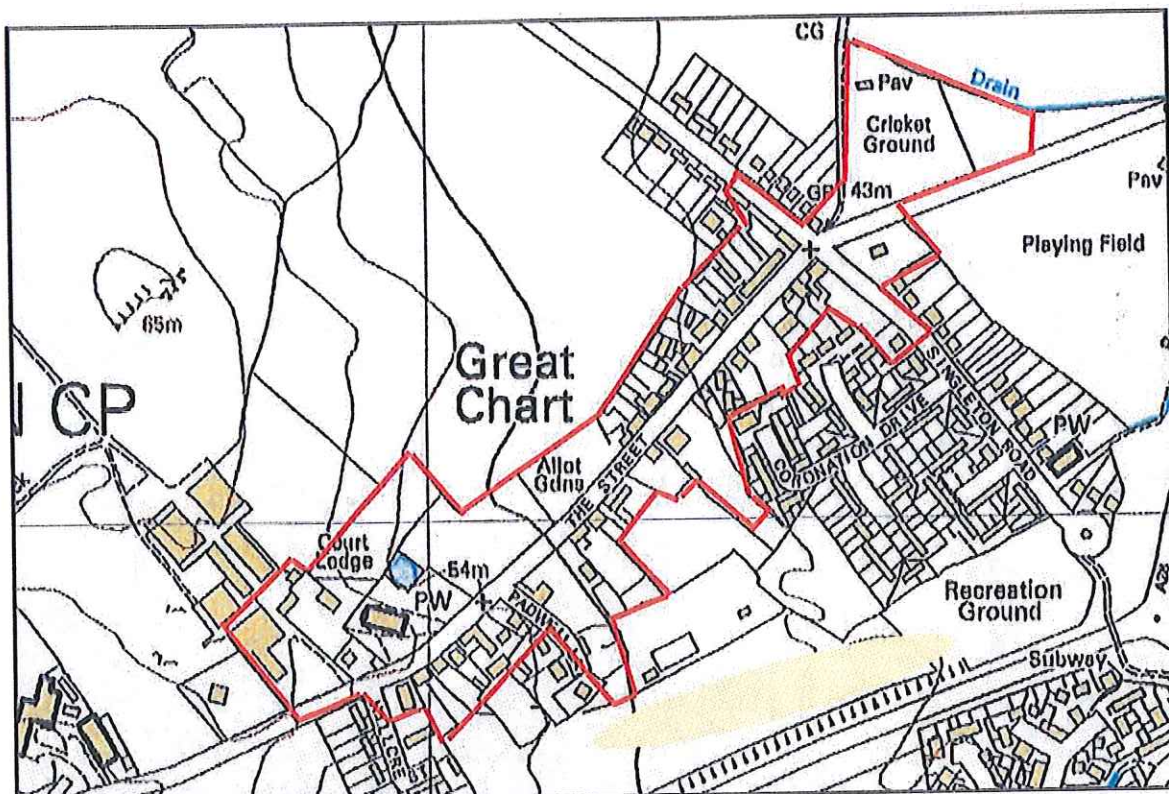 CG
Pav
Drain
Cricket
Ground
GP 43m
Pav
Playing Field
65m
Great
Chart
CP
SINGLETON ROAD
PW
CORONATION DRIVE
THE STREET
Allot
Gdns
Court
Lodge
54m
PW
Recreation
Ground
A28
Subway